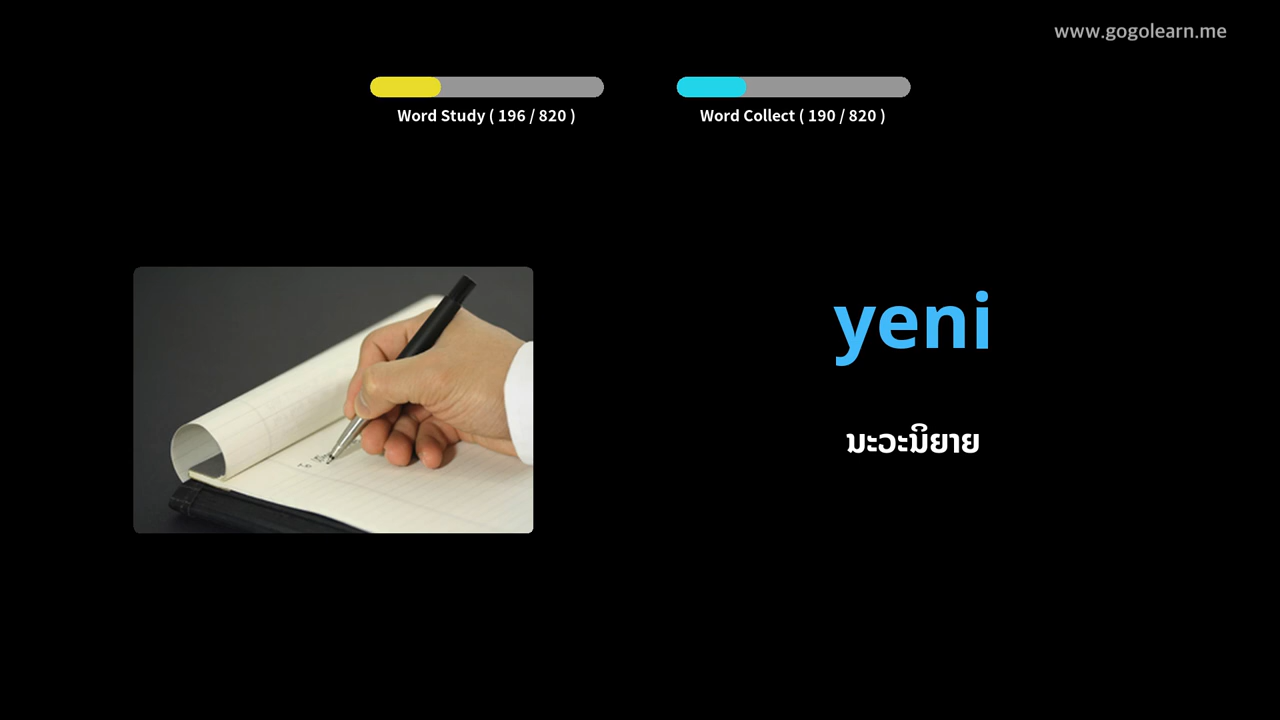 www.gogolearn.me
Word Study ( 196 / 820 )
Word Collect ( 190 / 820 )
yeni
ນະວະນິຍາຍ